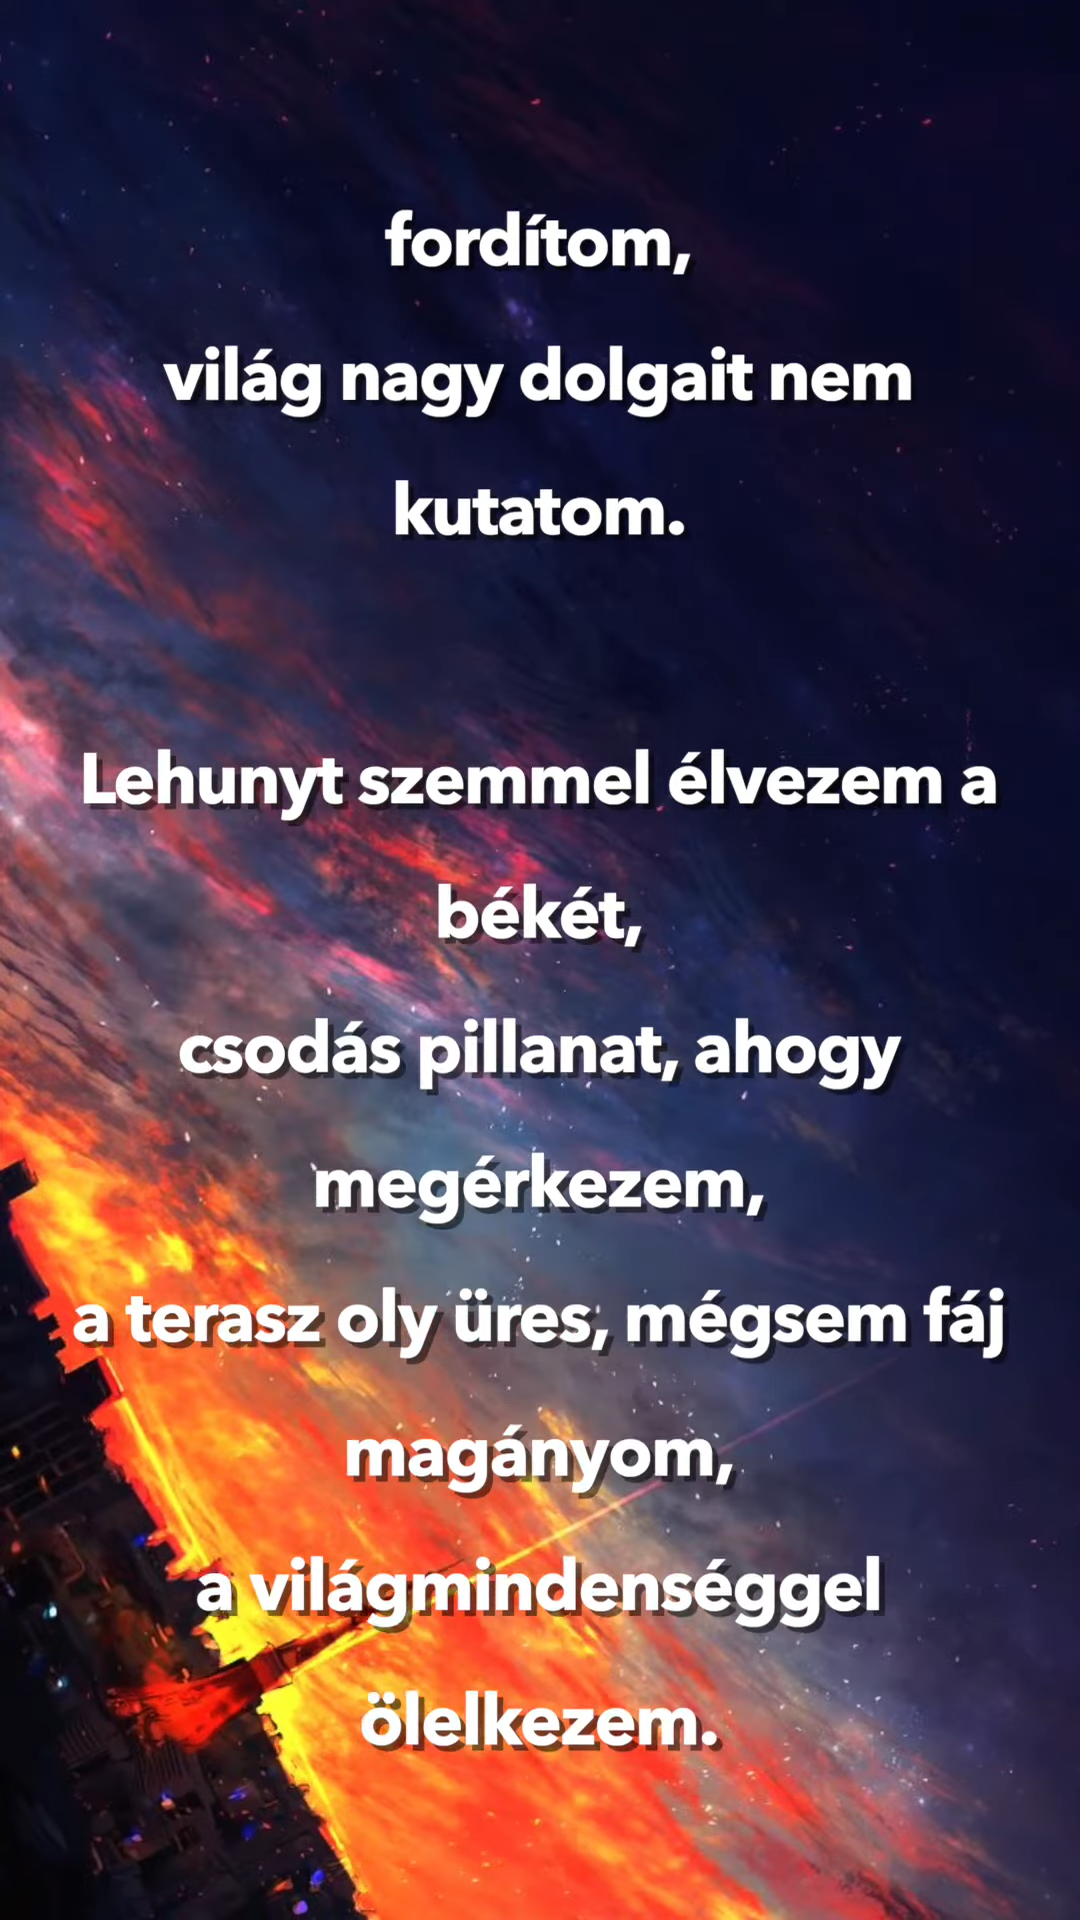 fordítom,
világ nagy dolgait nem
kutatom.
Lehunyt szemmel élvezem a
békét,
csodás pillanat, ahogy
megérkezem,
a terasz oly üres, mégsem fáj
magányom,
a világmindenséggel
ölelkezem.